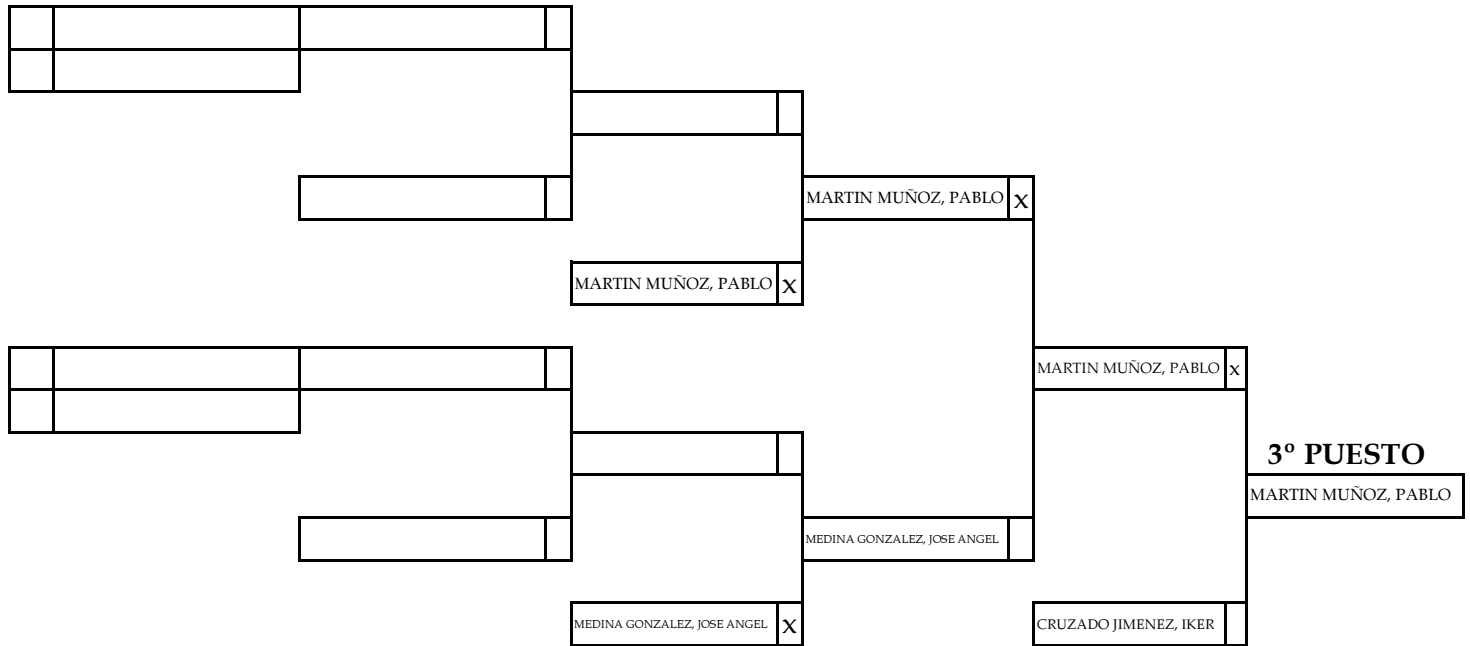 MARTIN MUÑOZ, PABLO x
MARTIN MUÑOZ, PABLO x
MARTIN MUÑOZ, PABLO x
3º PUESTO
MARTIN MUÑOZ, PABLO
MEDINA GONZALEZ, JOSE ANGEL
MEDINA GONZALEZ, JOSE ANGEL x
CRUZADO JIMENEZ, IKER